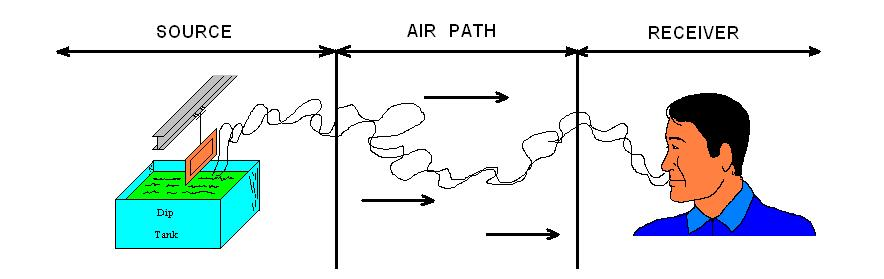 SOURCE
AIR PATH
RECEIVER
Dip
Tank